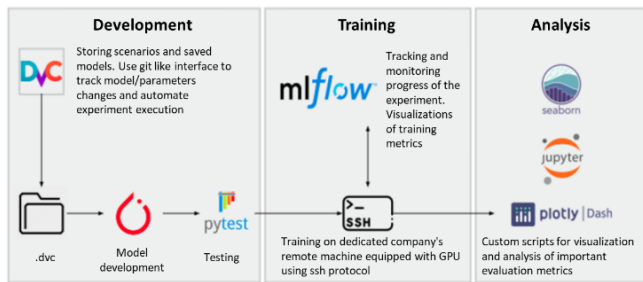 Development
DVC
Storing scenarios and saved
models. Use git like interface to
track model/parameters
changes and automate
experiment execution
.dvc
Model
development
pytest
Testing
Training
mlflow™
Tracking and
monitoring
progress of the
experiment.
Visualizations
of training
metrics
>_
SSH
Training on dedicated company's
remote machine equipped with GPU
using ssh protocol
Analysis
seaborn
jupyter
plotly | Dash
Custom scripts for visualization
and analysis of important
evaluation metrics